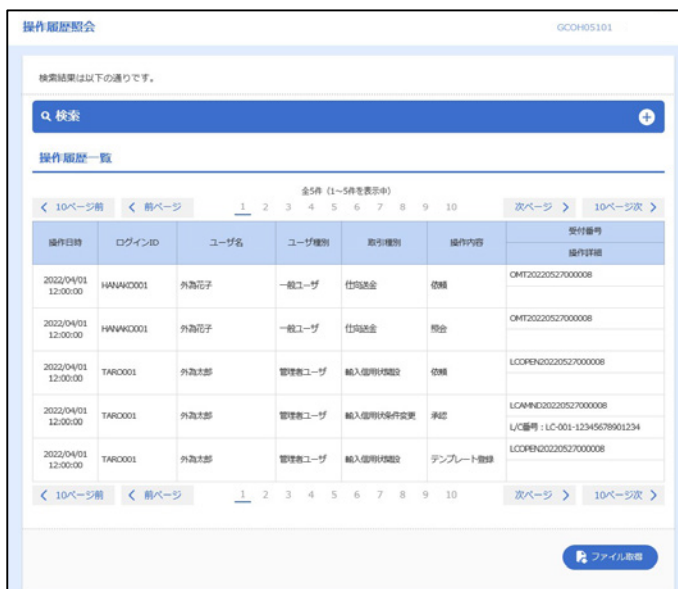 操作履歴照会
GCOH05101
検索結果は以下の通りです。
検索
操作履歴一覧
全5件（1～5件を表示中）
10ページ前 前ページ 1 2 3 4 5 6 7 8 9 10 次ページ 10ページ次
操作日時 ログインID ユーザ名 ユーザ種別 取引種別 操作内容 受付番号
操作詳細
2022/04/01 12:00:00 HANAKO001 外為花子 一般ユーザ 仕向送金 依頼 OMT20220527000008
2022/04/01 12:00:00 HANAKO001 外為花子 一般ユーザ 仕向送金 照会 OMT20220527000008
2022/04/01 12:00:00 TARO001 外為太郎 管理者ユーザ 輸入信用状開設 依頼 LCOPEN20220527000008
2022/04/01 12:00:00 TARO001 外為太郎 管理者ユーザ 輸入信用状条件変更 承認 LCAMND20220527000008
L/C番号：LC-001-12345678901234
2022/04/01 12:00:00 TARO001 外為太郎 管理者ユーザ 輸入信用状開設 テンプレート登録 LCOPEN20220527000008
10ページ前 前ページ 1 2 3 4 5 6 7 8 9 10 次ページ 10ページ次
ファイル取得